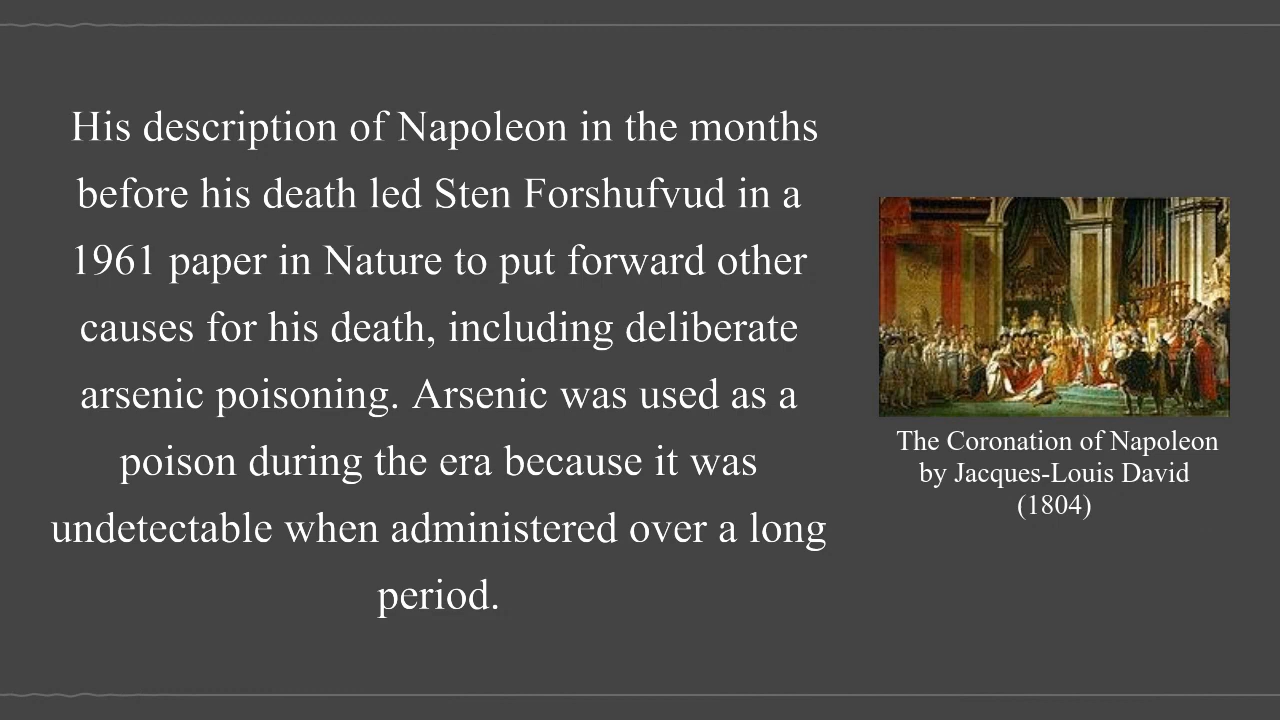 His description of Napoleon in the months
before his death led Sten Forshufvud in a
1961 paper in Nature to put forward other
causes for his death, including deliberate
arsenic poisoning. Arsenic was used as a
poison during the era because it was
undetectable when administered over a long
period.
The Coronation of Napoleon
by Jacques-Louis David
(1804)